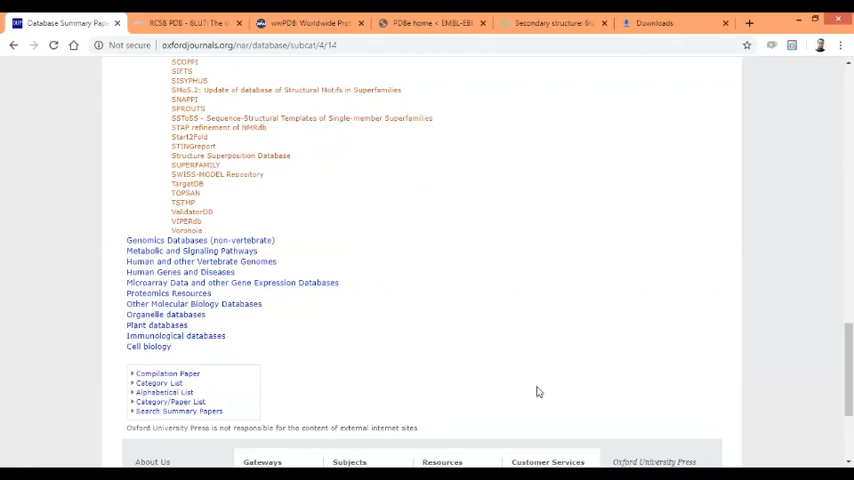 Database Summary Pape
RCSB PDB - 6LU7: The c
wwPDB: Worldwide Prot
PDBe home < EMBL-EBI
Secondary structure: 6lu
Downloads
Not secure
oxfordjournals.org/nar/database/subcat/4/14
SCOPPI
SIFTS
SISYPHUS
SMoS.2: Update of database of Structural Motifs in Superfamilies
SNAPPI
SPROUTS
SSToSS - Sequence-Structural Templates of Single-member Superfamilies
STAP refinement of NMRdb
Start2Fold
STINGreport
Structure Superposition Database
SUPERFAMILY
SWISS-MODEL Repository
TargetDB
TOPSAN
TSTMP
ValidatorDB
VIPERdb
Voronoia
Genomics Databases (non-vertebrate)
Metabolic and Signaling Pathways
Human and other Vertebrate Genomes
Human Genes and Diseases
Microarray Data and other Gene Expression Databases
Proteomics Resources
Other Molecular Biology Databases
Organelle databases
Plant databases
Immunological databases
Cell biology
Compilation Paper
Category List
Alphabetical List
Category/Paper List
Search Summary Papers
Oxford University Press is not responsible for the content of external internet sites
About Us
Gateways
Subjects
Resources
Customer Services
Oxford University Press